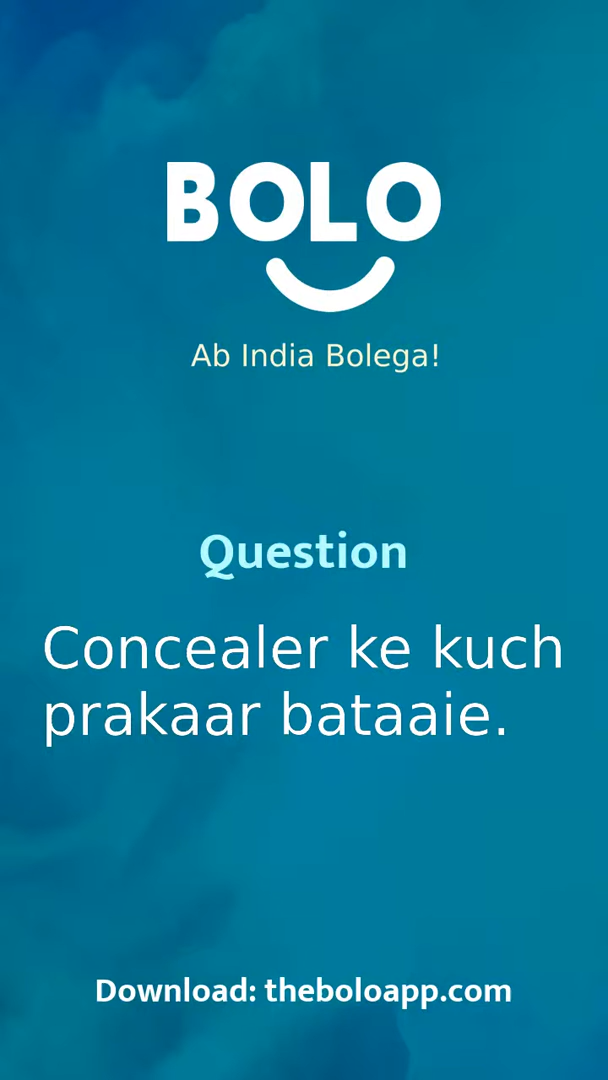 BOLO
Ab India Bolega!
Question
Concealer ke kuch
prakaar bataaie.
Download: theboloapp.com